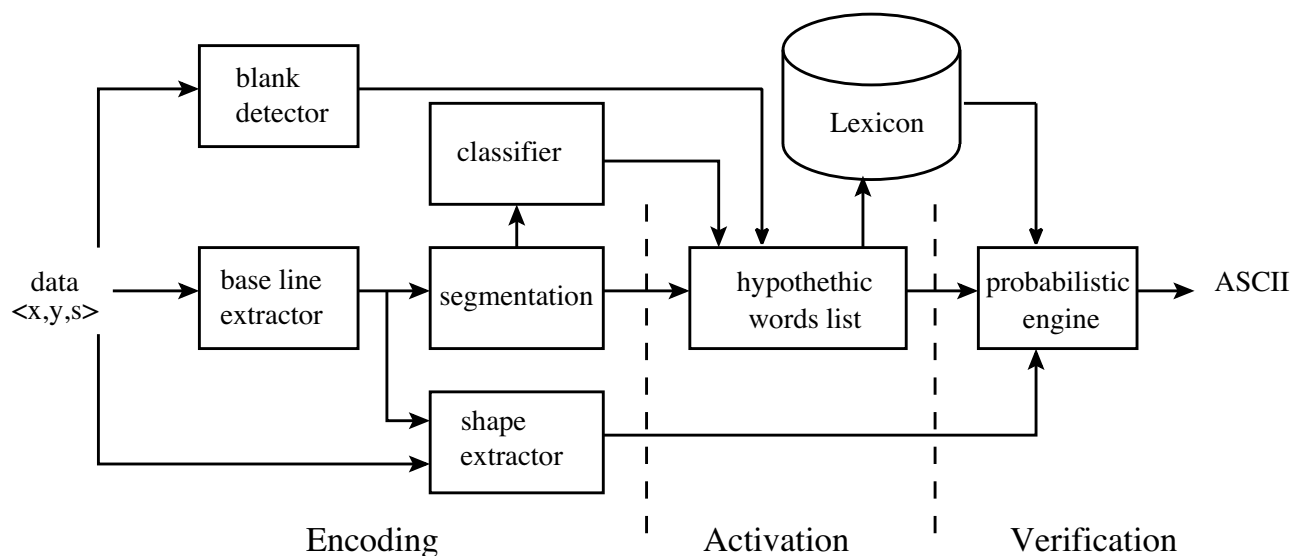 blank
detector
classifier
Lexicon
data
<x,y,s>
base line
extractor
segmentation
hypothethic
words list
probabilistic
engine
ASCII
shape
extractor
Encoding
Activation
Verification